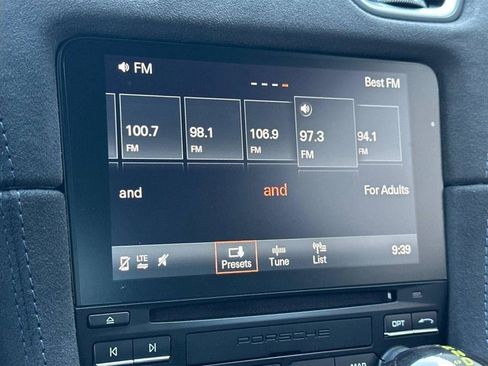 FM
Best FM
100.7 98.1 106.9 97.3 94.1
FM FM FM FM FM
and and For Adults
LTE Presets Tune List 9:39
PORSCHE
OPT
MAP